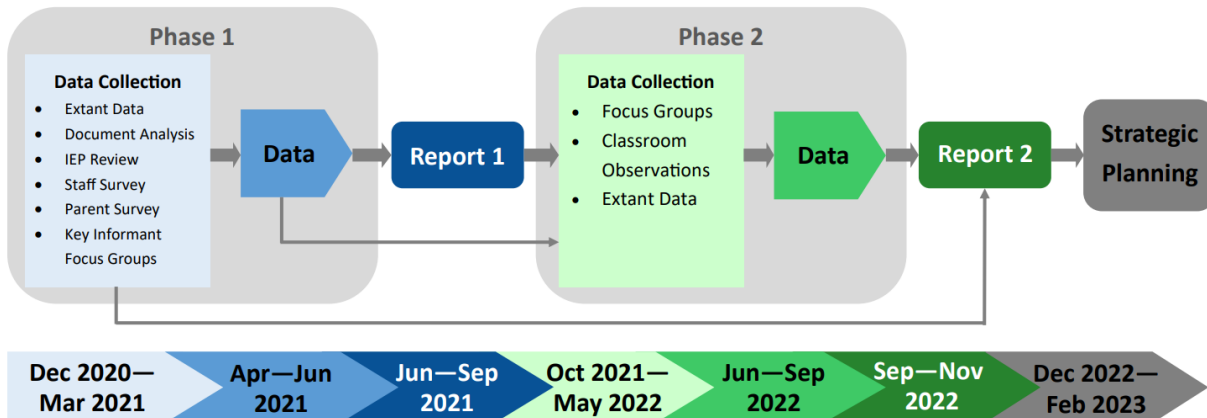 Phase 1
Data Collection
• Extant Data
• Document Analysis
• IEP Review
• Staff Survey
• Parent Survey
• Key Informant
Focus Groups
Data
Report 1
Phase 2
Data Collection
• Focus Groups
• Classroom
Observations
• Extant Data
Data
Report 2
Strategic
Planning
Dec 2020—
Mar 2021
Apr—Jun
2021
Jun—Sep
2021
Oct 2021—
May 2022
Jun—Sep
2022
Sep—Nov
2022
Dec 2022—
Feb 2023